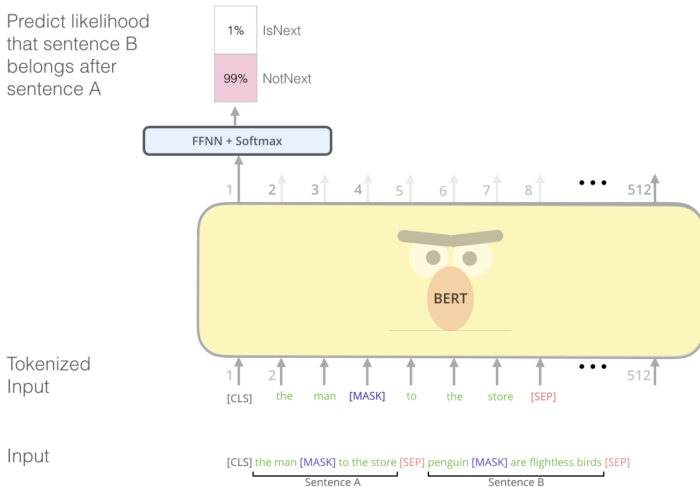 Predict likelihood
that sentence B
belongs after
sentence A
1% IsNext
99% NotNext
FFNN + Softmax
1 2 3 4 5 6 7 8 ••• 512
BERT
Tokenized
Input
1 2 ••• 512
[CLS] the man [MASK] to the store [SEP]
Input
[CLS] the man [MASK] to the store [SEP] penguin [MASK] are flightless birds [SEP]
Sentence A Sentence B